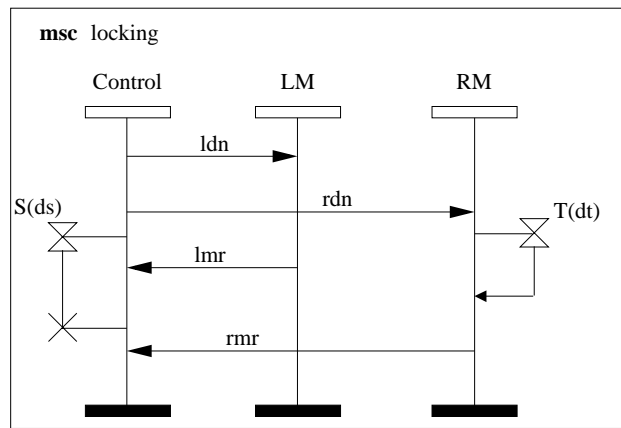 msc locking
Control LM RM
ldn
S(ds) rdn T(dt)
lmr
rmr